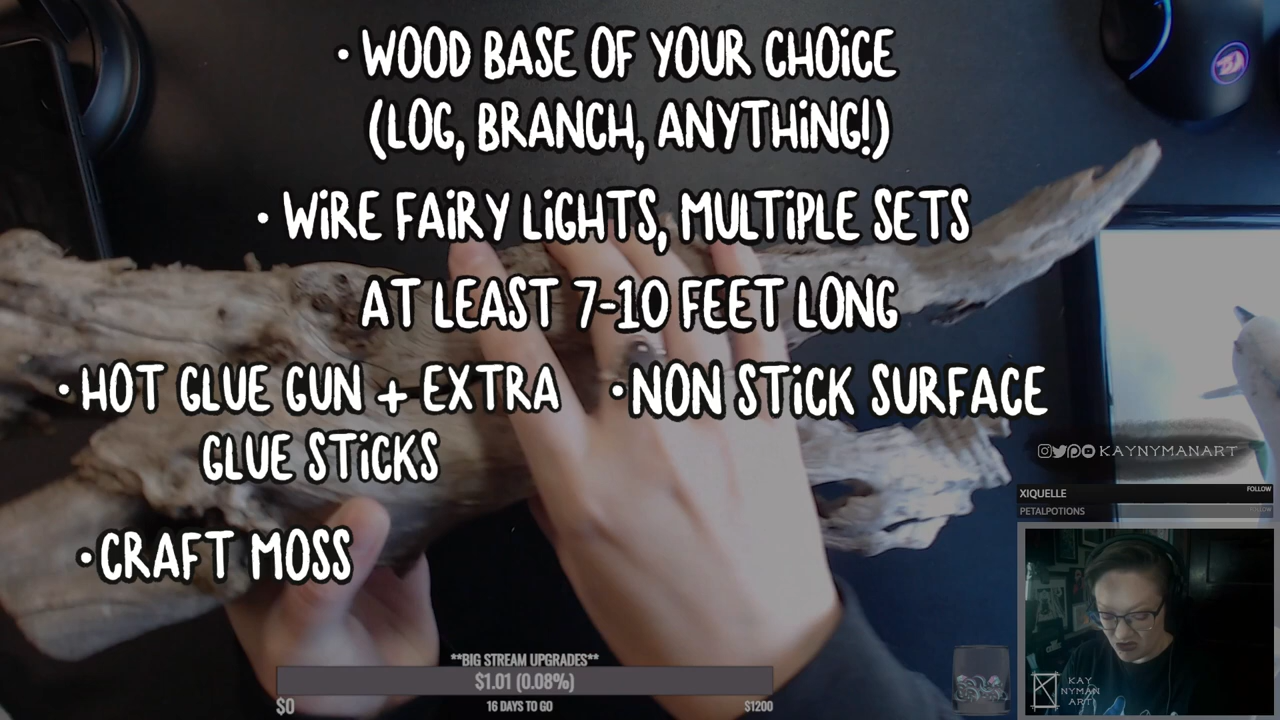 • WOOD BASE OF YOUR CHOICE
(LOG, BRANCH, ANYTHING!)
• WIRE FAIRY LIGHTS, MULTIPLE SETS
AT LEAST 7-10 FEET LONG
• HOT GLUE GUN + EXTRA
GLUE STICKS
• NON STICK SURFACE
• CRAFT MOSS
KAYNYMANART
XIQUELLE FOLLOW
PETALPOTIONS FOLLOW
**BIG STREAM UPGRADES**
$1.01 (0.08%)
$0 16 DAYS TO GO $1200
KAY
NYMAN
ART